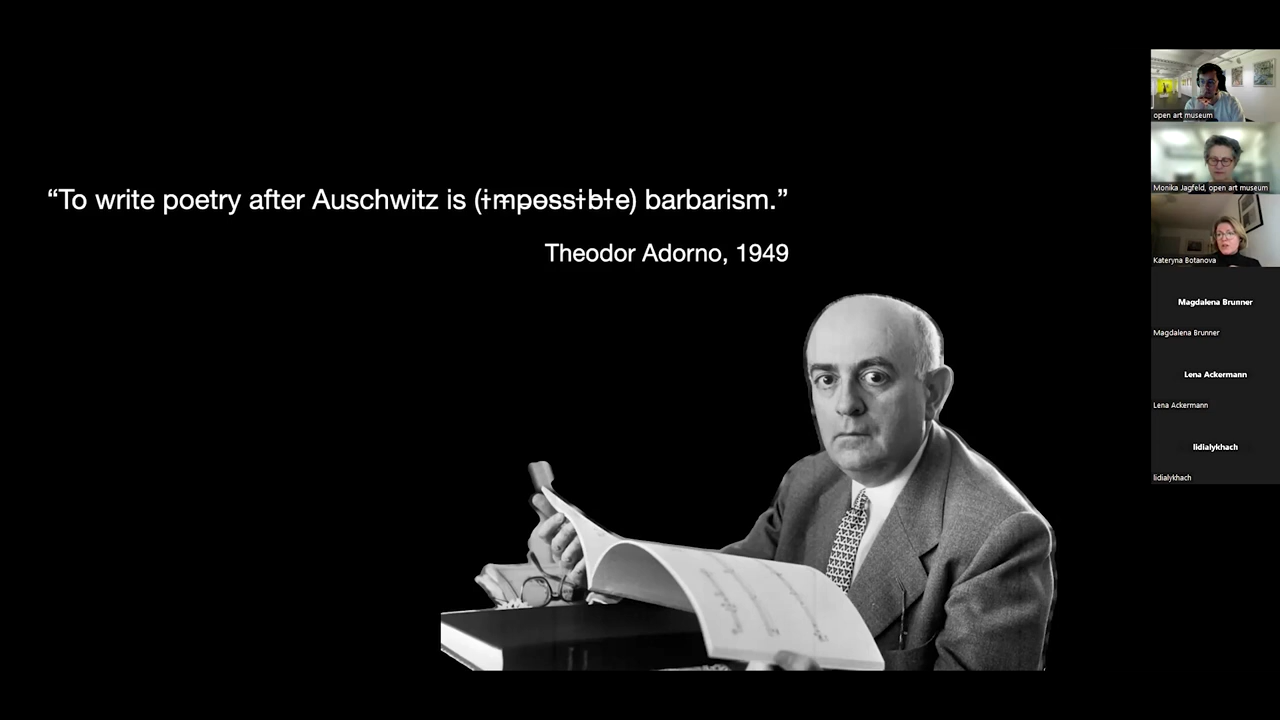 “To write poetry after Auschwitz is (impossible) barbarism.”
Theodor Adorno, 1949
open art museum
Monika Jagfeld, open art museum
Kateryna Botanova
Magdalena Brunner
Magdalena Brunner
Lena Ackermann
Lena Ackermann
lidialykhach
lidialykhach